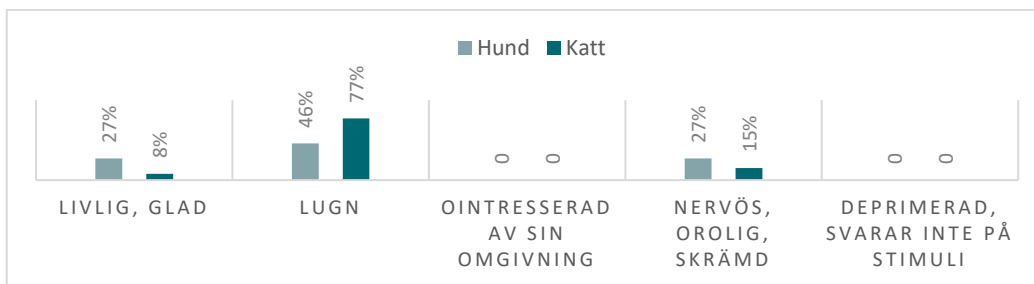 Hund Katt
27% 8% 46% 77% 0 0 27% 15% 0 0
LIVLIG, GLAD LUGN OINTRESSERAD AV SIN OMGIVNING NERVÖS, OROLIG, SKRÄMD DEPRIMERAD, SVARAR INTE PÅ STIMULI